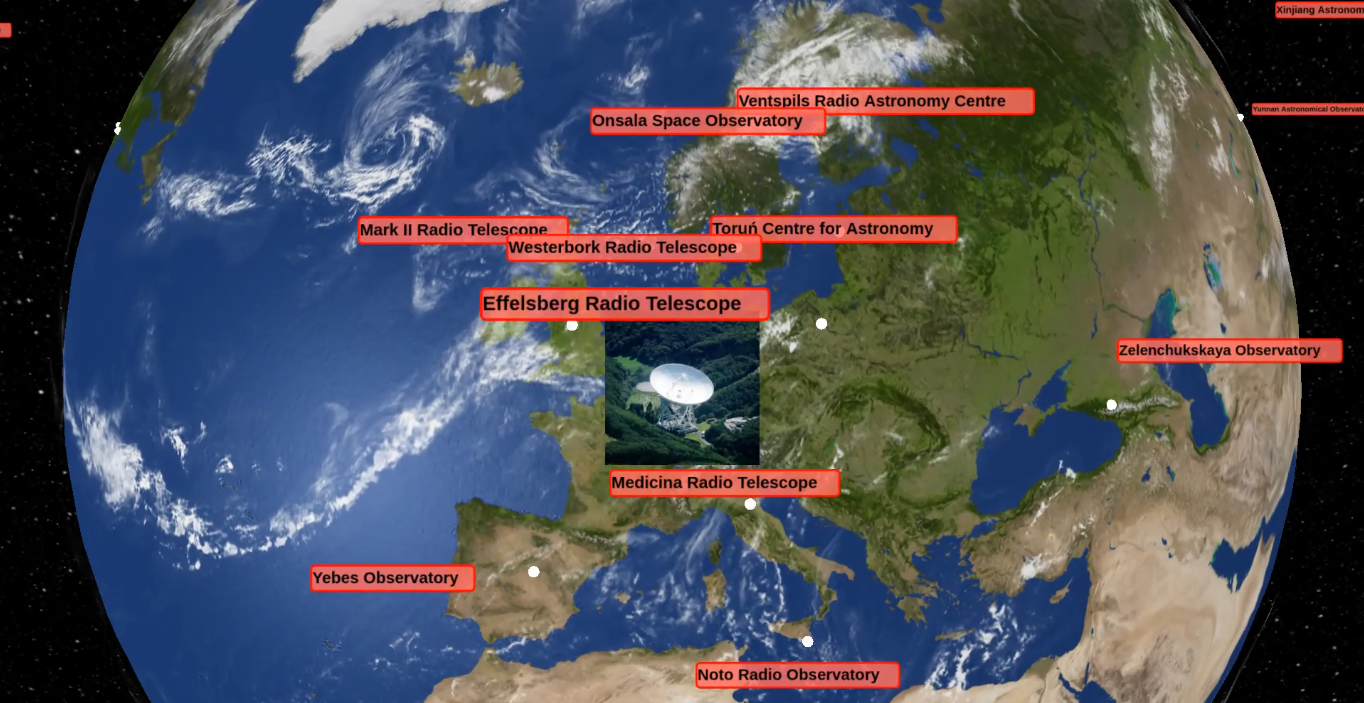 Xinjiang Astronom
Ventspils Radio Astronomy Centre
Yunnan Astronomical Observato
Onsala Space Observatory
Mark II Radio Telescope
Toruń Centre for Astronomy
Westerbork Radio Telescope
Effelsberg Radio Telescope
Zelenchukskaya Observatory
Medicina Radio Telescope
Yebes Observatory
Noto Radio Observatory